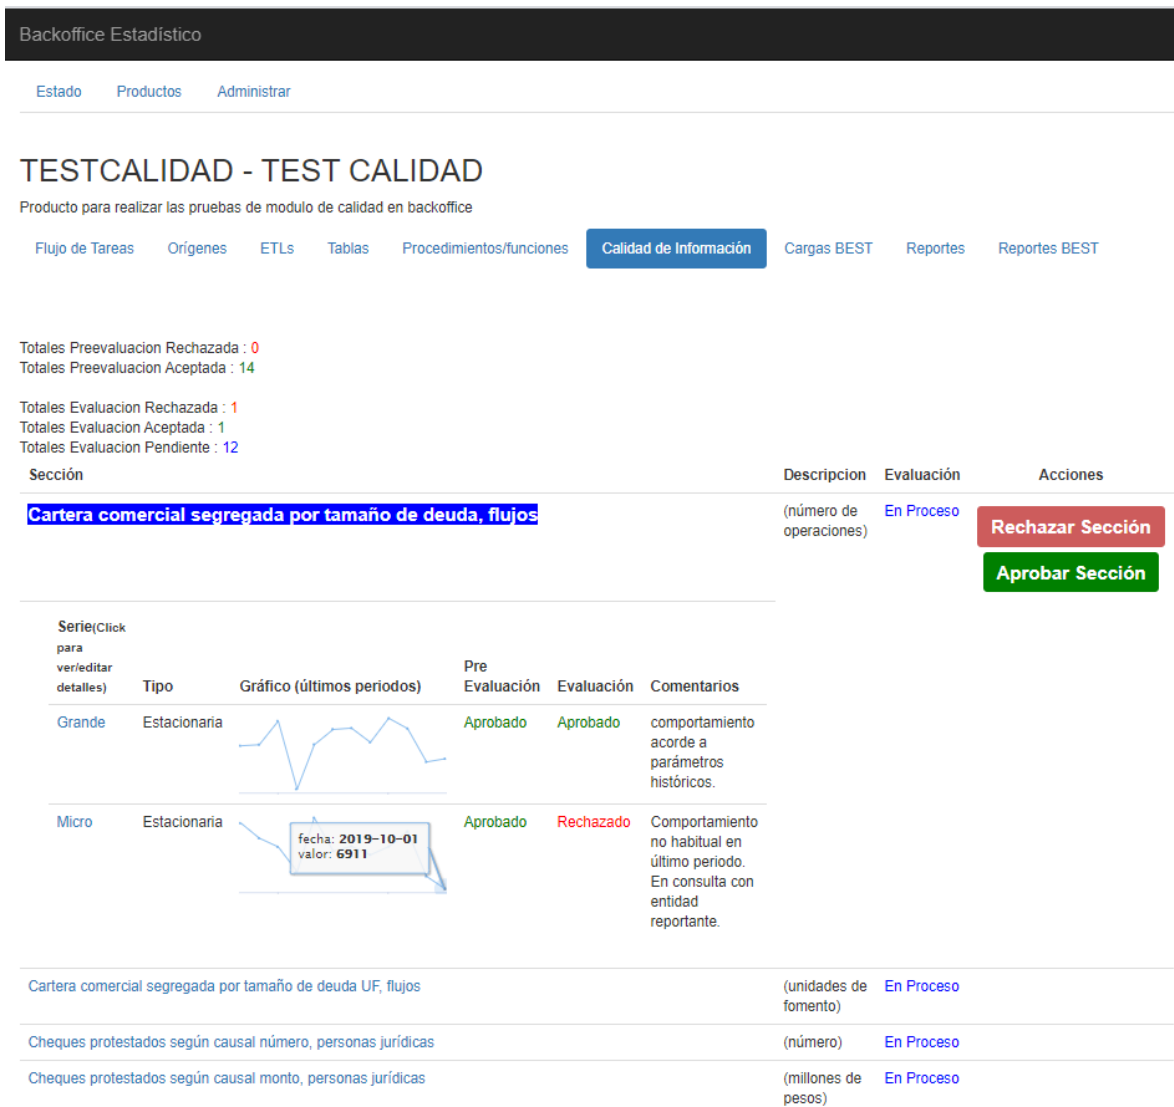 Backoffice Estadístico
Estado Productos Administrar
TESTCALIDAD - TEST CALIDAD
Producto para realizar las pruebas de modulo de calidad en backoffice
Flujo de Tareas Orígenes ETLs Tablas Procedimientos/funciones Calidad de Información Cargas BEST Reportes Reportes BEST
Totales Preevaluacion Rechazada : 0
Totales Preevaluacion Aceptada : 14
Totales Evaluacion Rechazada : 1
Totales Evaluacion Aceptada : 1
Totales Evaluacion Pendiente : 12
Sección Descripcion Evaluación Acciones
Cartera comercial segregada por tamaño de deuda, flujos
(número de
operaciones)
En Proceso
Rechazar Sección
Aprobar Sección
Serie(Click
para
ver/editar
detalles)
Tipo
Gráfico (últimos periodos)
Pre
Evaluación
Evaluación
Comentarios
Grande
Estacionaria
Aprobado
Aprobado
comportamiento
acorde a
parámetros
históricos.
Micro
Estacionaria
fecha: 2019-10-01
valor: 6911
Aprobado
Rechazado
Comportamiento
no habitual en
último periodo.
En consulta con
entidad
reportante.
Cartera comercial segregada por tamaño de deuda UF, flujos
(unidades de
fomento)
En Proceso
Cheques protestados según causal número, personas jurídicas
(número)
En Proceso
Cheques protestados según causal monto, personas jurídicas
(millones de
pesos)
En Proceso